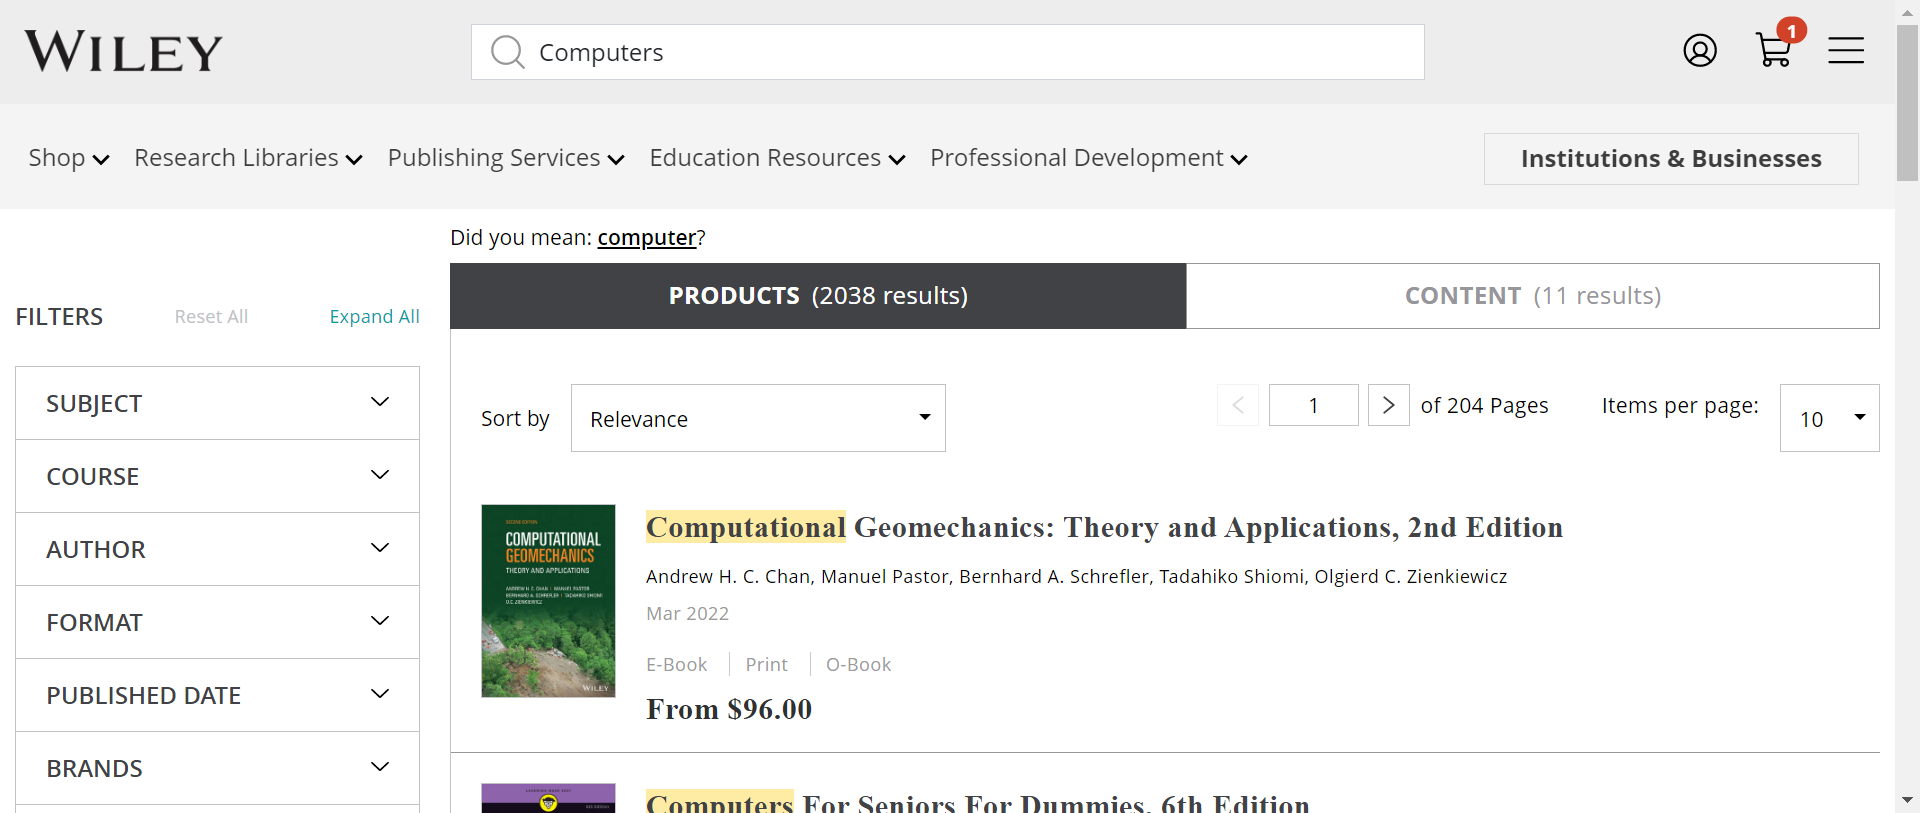 WILEY
Computers
1
Shop
Research Libraries
Publishing Services
Education Resources
Professional Development
Institutions & Businesses
Did you mean: computer?
PRODUCTS (2038 results)
CONTENT (11 results)
FILTERS
Reset All
Expand All
SUBJECT
COURSE
AUTHOR
FORMAT
PUBLISHED DATE
BRANDS
Sort by
Relevance
1
of 204 Pages
Items per page:
10
SECOND EDITION
COMPUTATIONAL
GEOMECHANICS
THEORY AND APPLICATIONS
ANDREW H. C. CHAN | MANUEL PASTOR
BERNHARD A. SCHREFLER | TADAHIKO SHIOMI
O.C. ZIENKIEWICZ
WILEY
Computational Geomechanics: Theory and Applications, 2nd Edition
Andrew H. C. Chan, Manuel Pastor, Bernhard A. Schrefler, Tadahiko Shiomi, Olgierd C. Zienkiewicz
Mar 2022
E-Book
Print
O-Book
From $96.00
Computers For Seniors For Dummies, 6th Edition